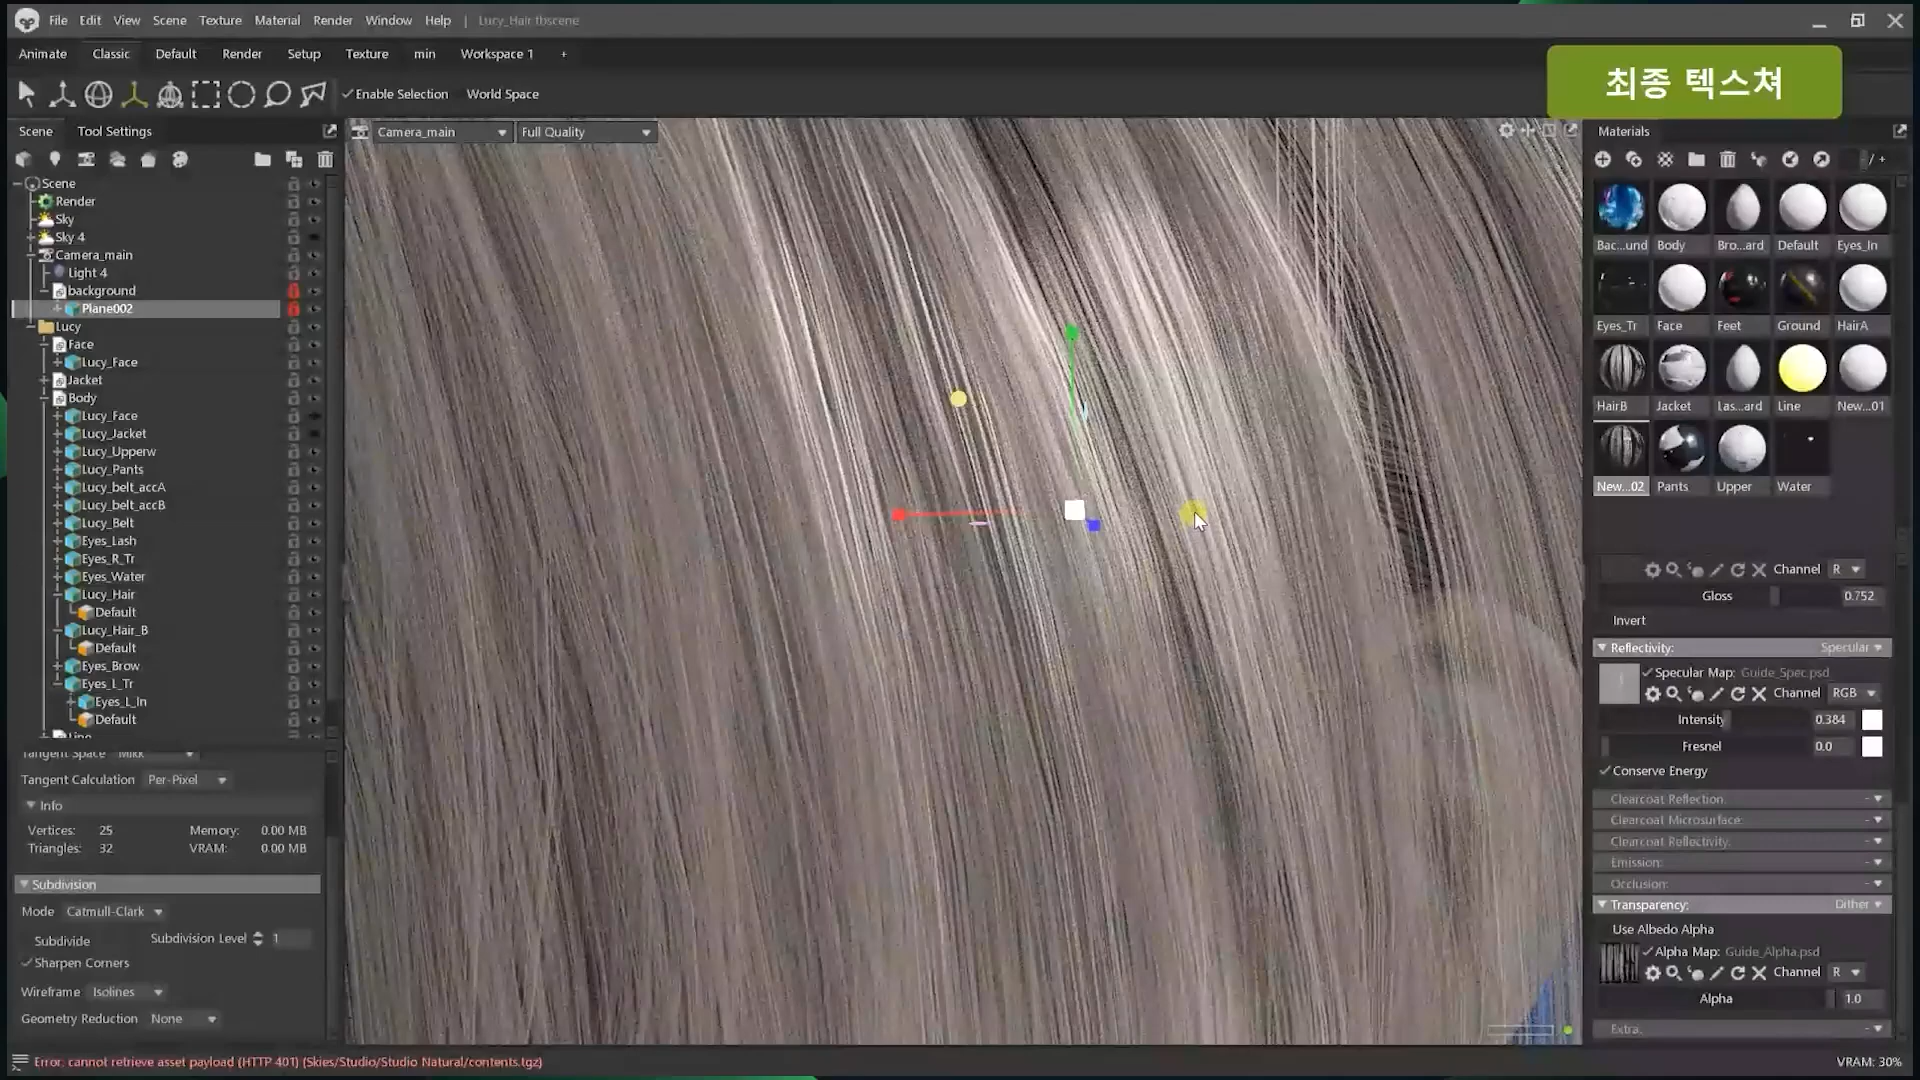 File Edit View Scene Texture Material Render Window Help | Lucy_Hair.tbscene
Animate Classic Default Render Setup Texture min Workspace 1 +
최종 텍스쳐
Enable Selection World Space
Scene Tool Settings
Camera_main Full Quality
Scene
Render
Sky
Sky 4
Camera_main
Light 4
background
Plane002
Lucy
Face
Lucy_Face
Jacket
Body
Lucy_Face
Lucy_Jacket
Lucy_Upperw
Lucy_Pants
Lucy_belt_accA
Lucy_belt_accB
Lucy_Belt
Eyes_Lash
Eyes_R_Tr
Eyes_Water
Lucy_Hair
Default
Lucy_Hair_B
Default
Eyes_Brow
Eyes_L_Tr
Eyes_L_In
Default
Line
Tangent Space Mikk
Tangent Calculation Per-Pixel
Info
Vertices: 25 Memory: 0.00 MB
Triangles: 32 VRAM: 0.00 MB
Subdivision
Mode Catmull-Clark
Subdivide Subdivision Level 1
Sharpen Corners
Wireframe Isolines
Geometry Reduction None
Materials
/ +
Bac...und Body Bro...ard Default Eyes_In
Eyes_Tr Face Feet Ground HairA
HairB Jacket Las...ard Line New...01
New...02 Pants Upper Water
Channel R
Gloss 0.752
Invert
Reflectivity: Specular
Specular Map: Guide_Spec.psd
Channel RGB
Intensity 0.384
Fresnel 0.0
Conserve Energy
Clearcoat Reflection: -
Clearcoat Microsurface: -
Clearcoat Reflectivity: -
Emission: -
Occlusion: -
Transparency: Dither
Use Albedo Alpha
Alpha Map: Guide_Alpha.psd
Channel R
Alpha 1.0
Extra: -
Error: cannot retrieve asset payload (HTTP 401) (Skies/Studio/Studio Natural/contents.tgz)
VRAM: 30%